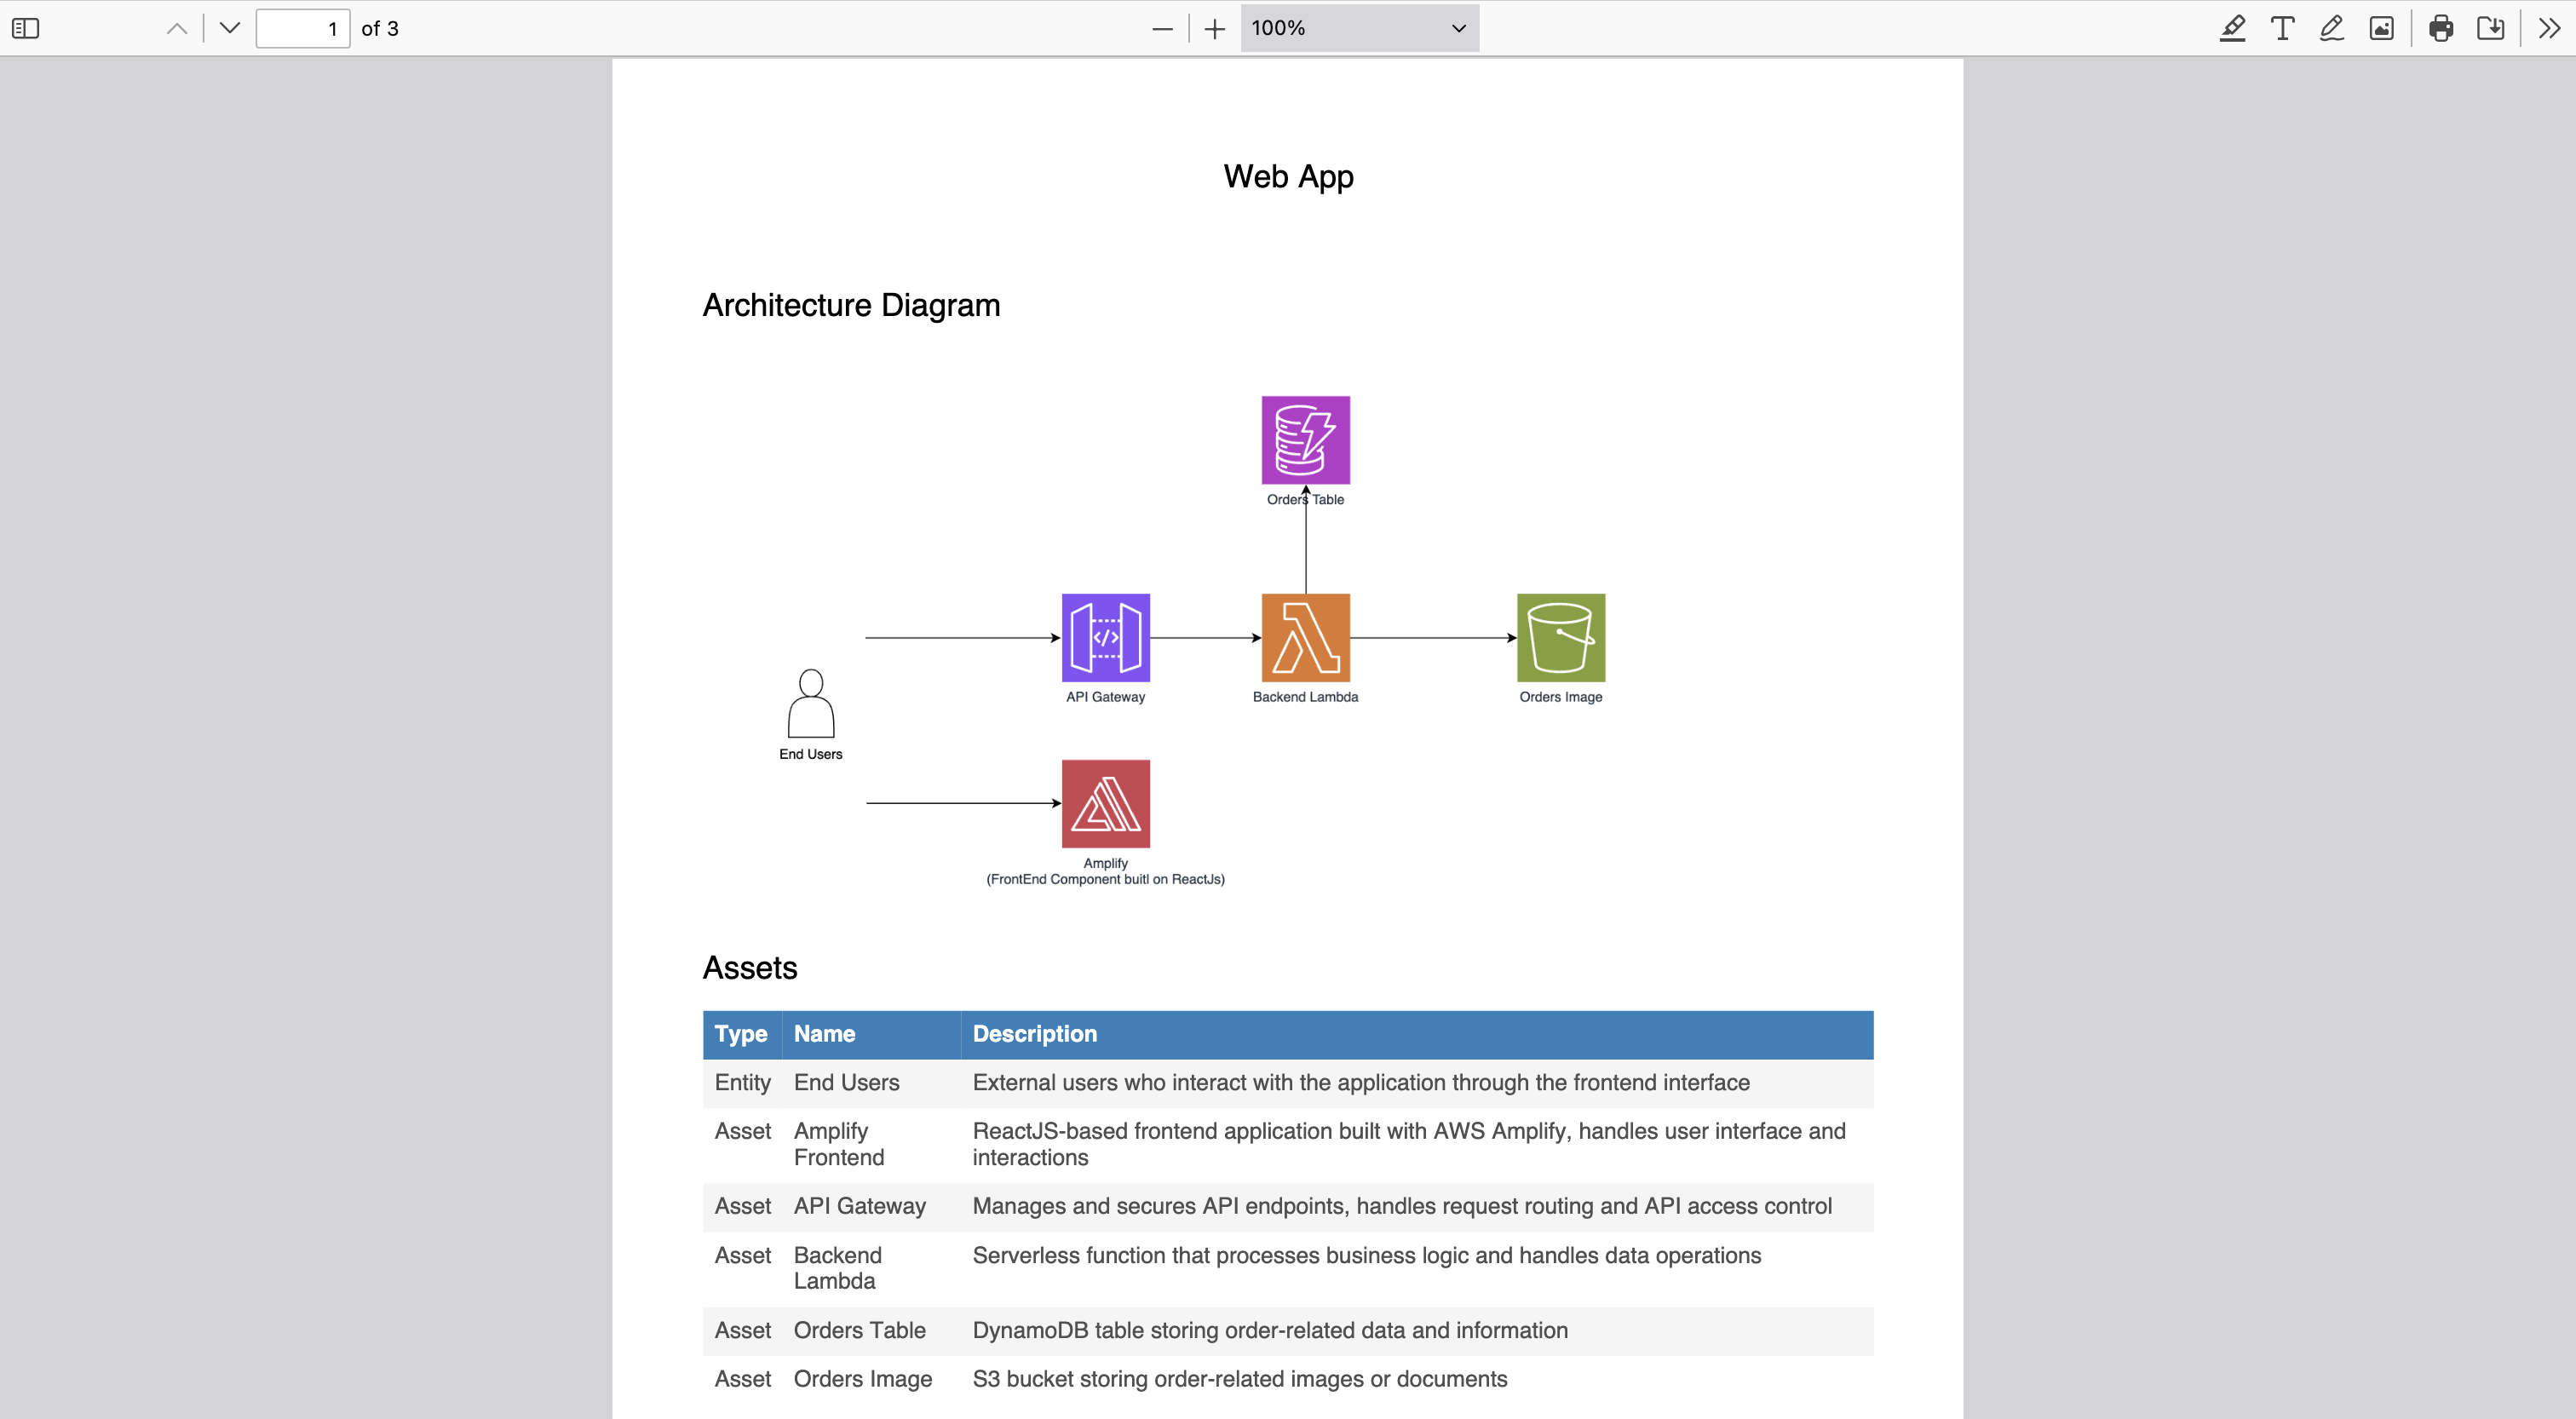 1 of 3
100%
Web App
Architecture Diagram
Orders Table
</>
API Gateway
Backend Lambda
Orders Image
End Users
Amplify
(FrontEnd Component buitl on ReactJs)
Assets
Type Name Description
Entity End Users External users who interact with the application through the frontend interface
Asset Amplify ReactJS-based frontend application built with AWS Amplify, handles user interface and
Frontend interactions
Asset API Gateway Manages and secures API endpoints, handles request routing and API access control
Asset Backend Serverless function that processes business logic and handles data operations
Lambda
Asset Orders Table DynamoDB table storing order-related data and information
Asset Orders Image S3 bucket storing order-related images or documents